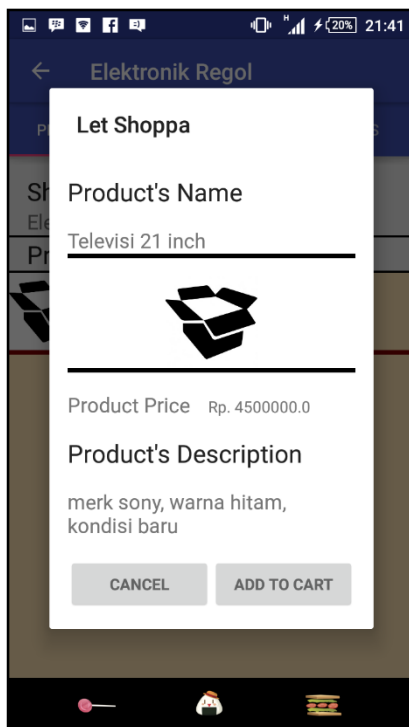 H
20%
21:41
Elektronik Regol
Let Shoppa
Product's Name
Televisi 21 inch
Product Price Rp. 4500000.0
Product's Description
merk sony, warna hitam,
kondisi baru
CANCEL ADD TO CART